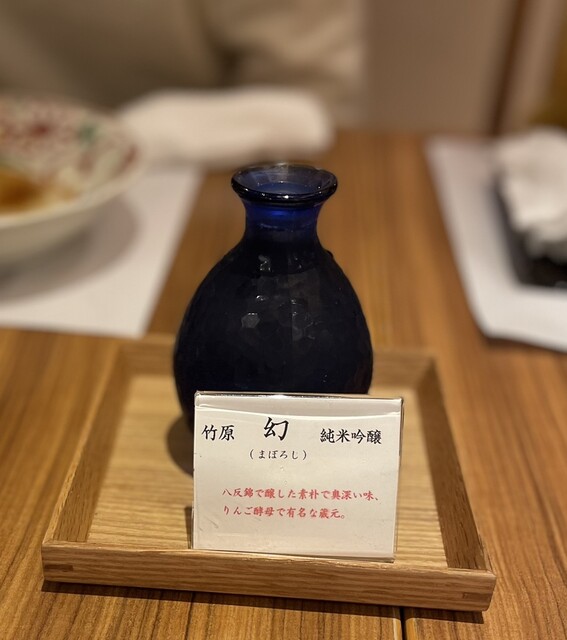 竹原 幻 純米吟醸
(まぼろし)
八反錦で醸した素朴で奥深い味、
りんご酵母で有名な蔵元。